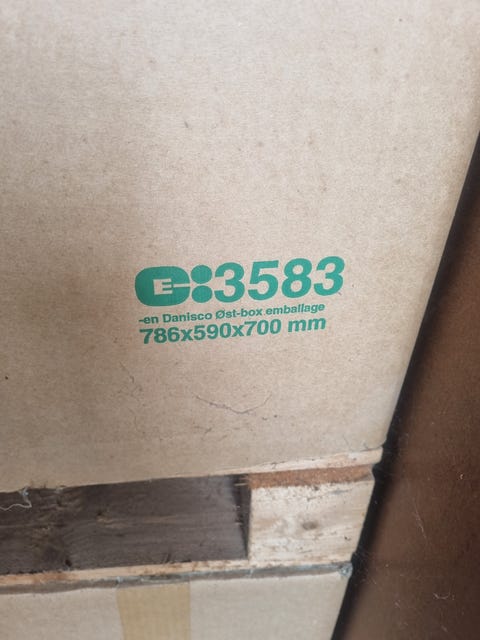 E:3583
-en Danisco Øst-box emballage
786x590x700 mm